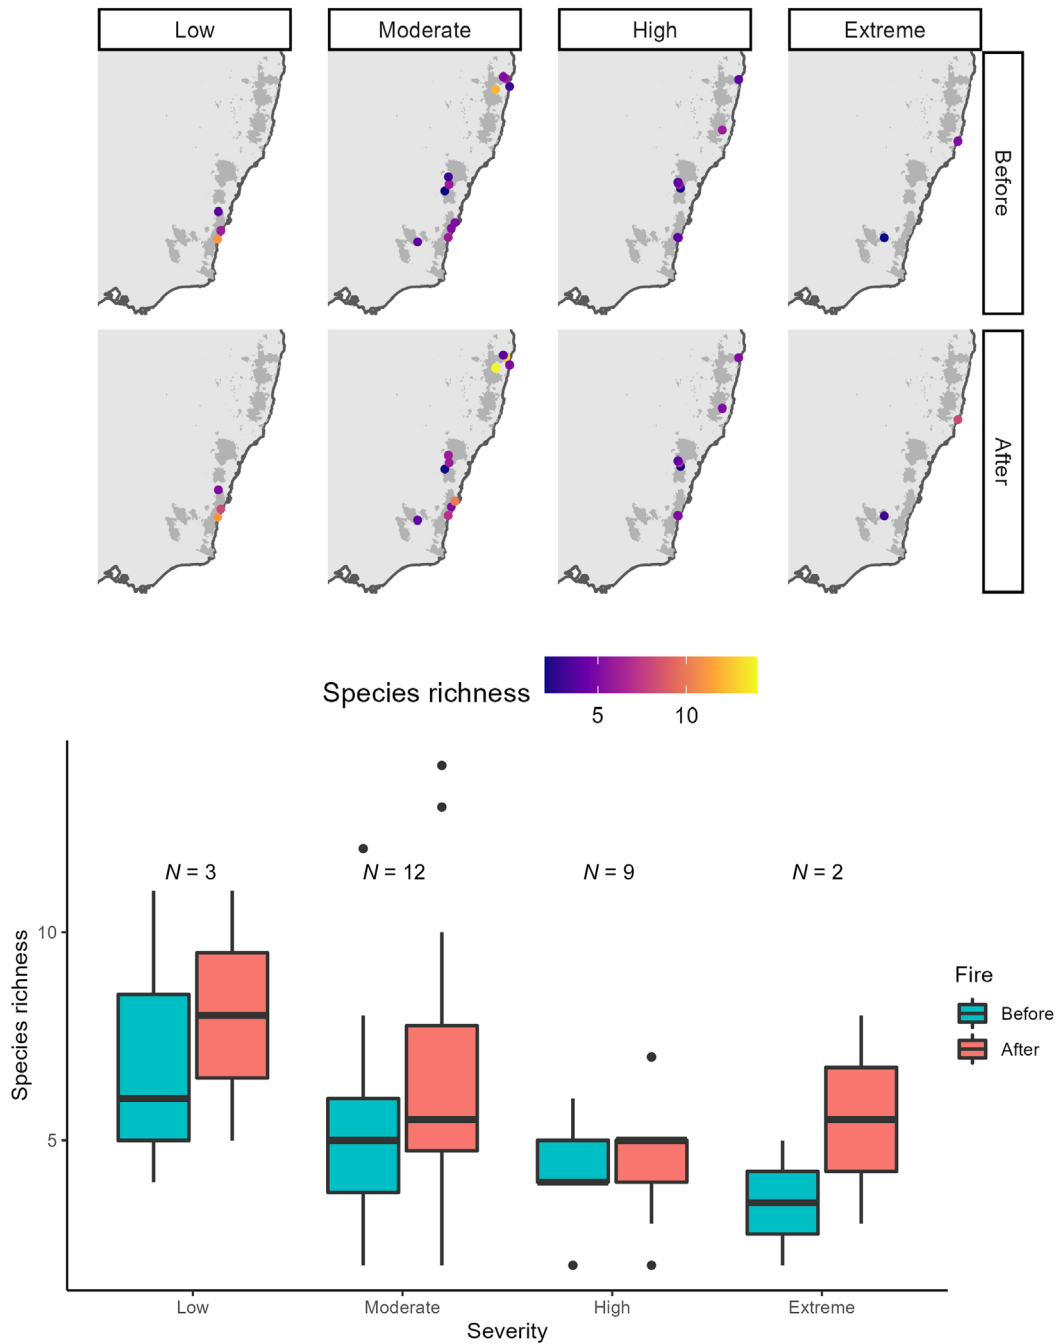 Low Moderate High Extreme
Before
After
Species richness
5 10
N = 3 N = 12 N = 9 N = 2
10
5
Species richness
Fire
Before
After
Low Moderate High Extreme
Severity